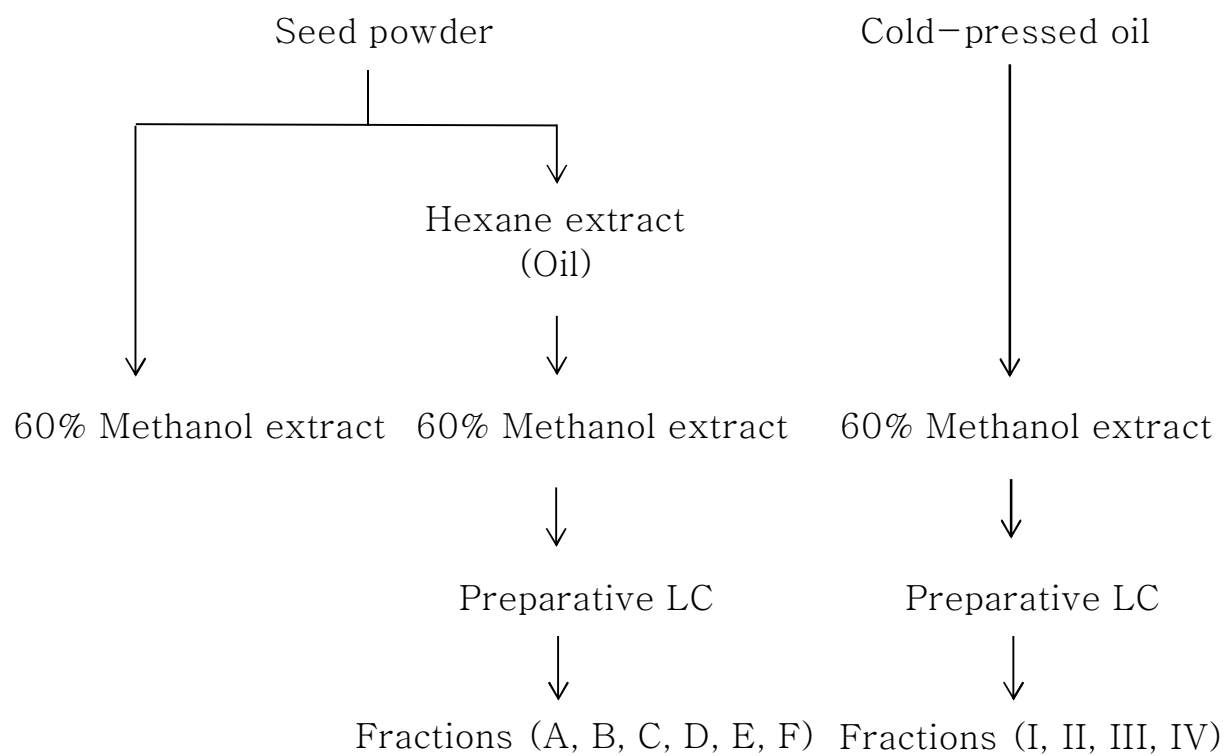 Seed powder
Cold-pressed oil
Hexane extract
(Oil)
60% Methanol extract
60% Methanol extract
60% Methanol extract
Preparative LC
Preparative LC
Fractions (A, B, C, D, E, F)
Fractions (I, II, III, IV)